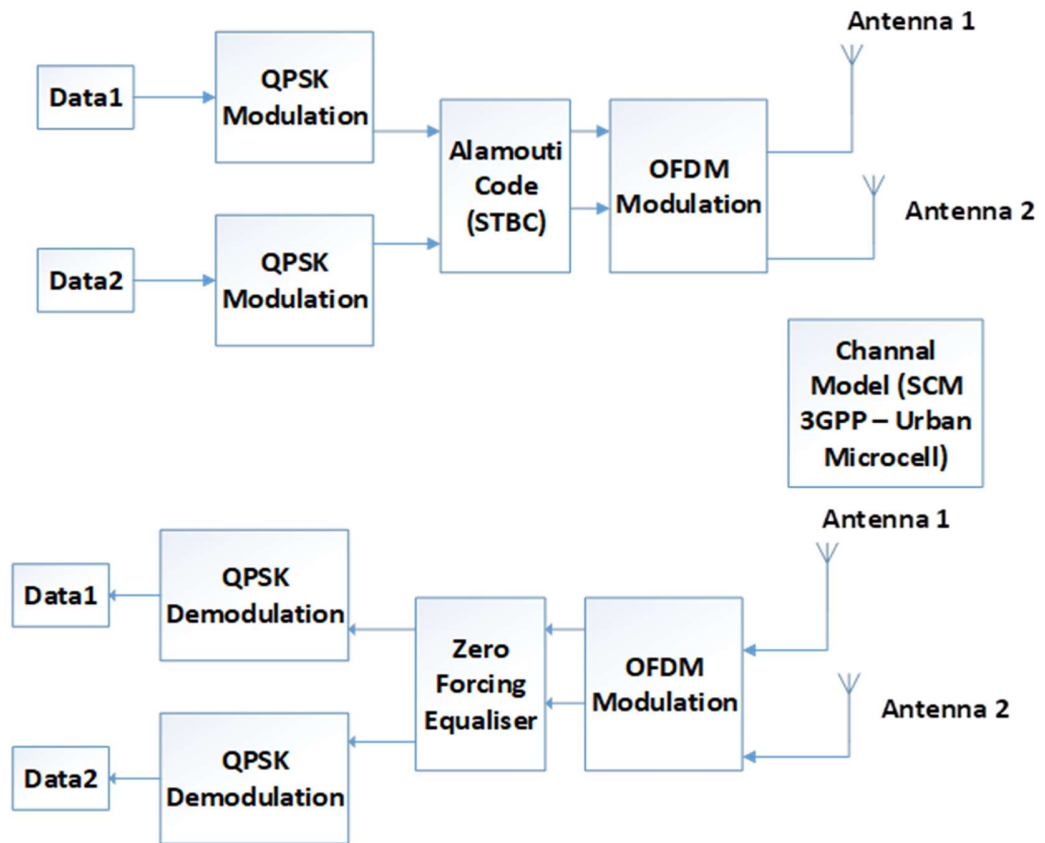 Antenna 1
Data1
QPSK
Modulation
Alamouti
Code
(STBC)
OFDM
Modulation
Antenna 2
Data2
QPSK
Modulation
Channal
Model (SCM
3GPP – Urban
Microcell)
Antenna 1
Data1
QPSK
Demodulation
Zero
Forcing
Equaliser
OFDM
Modulation
Antenna 2
Data2
QPSK
Demodulation